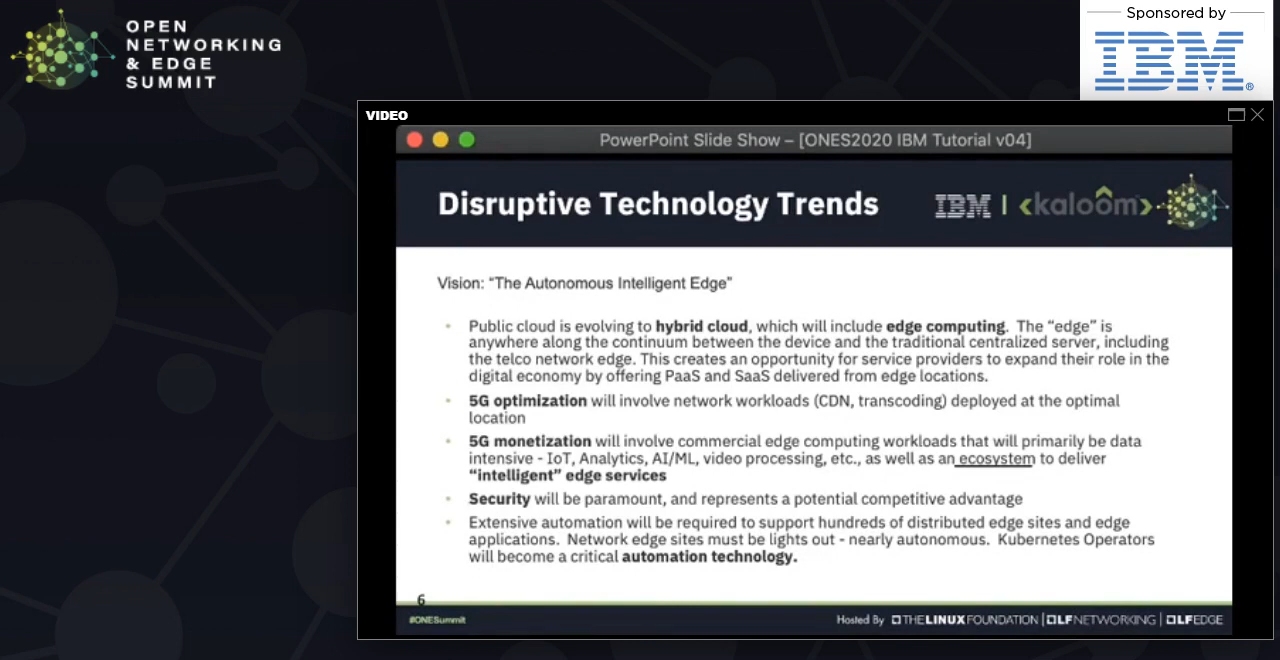 OPEN
NETWORKING
& EDGE
SUMMIT
Sponsored by
IBM®
VIDEO
PowerPoint Slide Show – [ONES2020 IBM Tutorial v04]
Disruptive Technology Trends
IBM | <kaloom>
Vision: “The Autonomous Intelligent Edge”
• Public cloud is evolving to hybrid cloud, which will include edge computing. The “edge” is
anywhere along the continuum between the device and the traditional centralized server, including
the telco network edge. This creates an opportunity for service providers to expand their role in the
digital economy by offering PaaS and SaaS delivered from edge locations.
• 5G optimization will involve network workloads (CDN, transcoding) deployed at the optimal
location
• 5G monetization will involve commercial edge computing workloads that will primarily be data
intensive - IoT, Analytics, AI/ML, video processing, etc., as well as an ecosystem to deliver
“intelligent” edge services
• Security will be paramount, and represents a potential competitive advantage
• Extensive automation will be required to support hundreds of distributed edge sites and edge
applications. Network edge sites must be lights out - nearly autonomous. Kubernetes Operators
will become a critical automation technology.
6
#ONESummit
Hosted By THE LINUX FOUNDATION | LF NETWORKING | LF EDGE